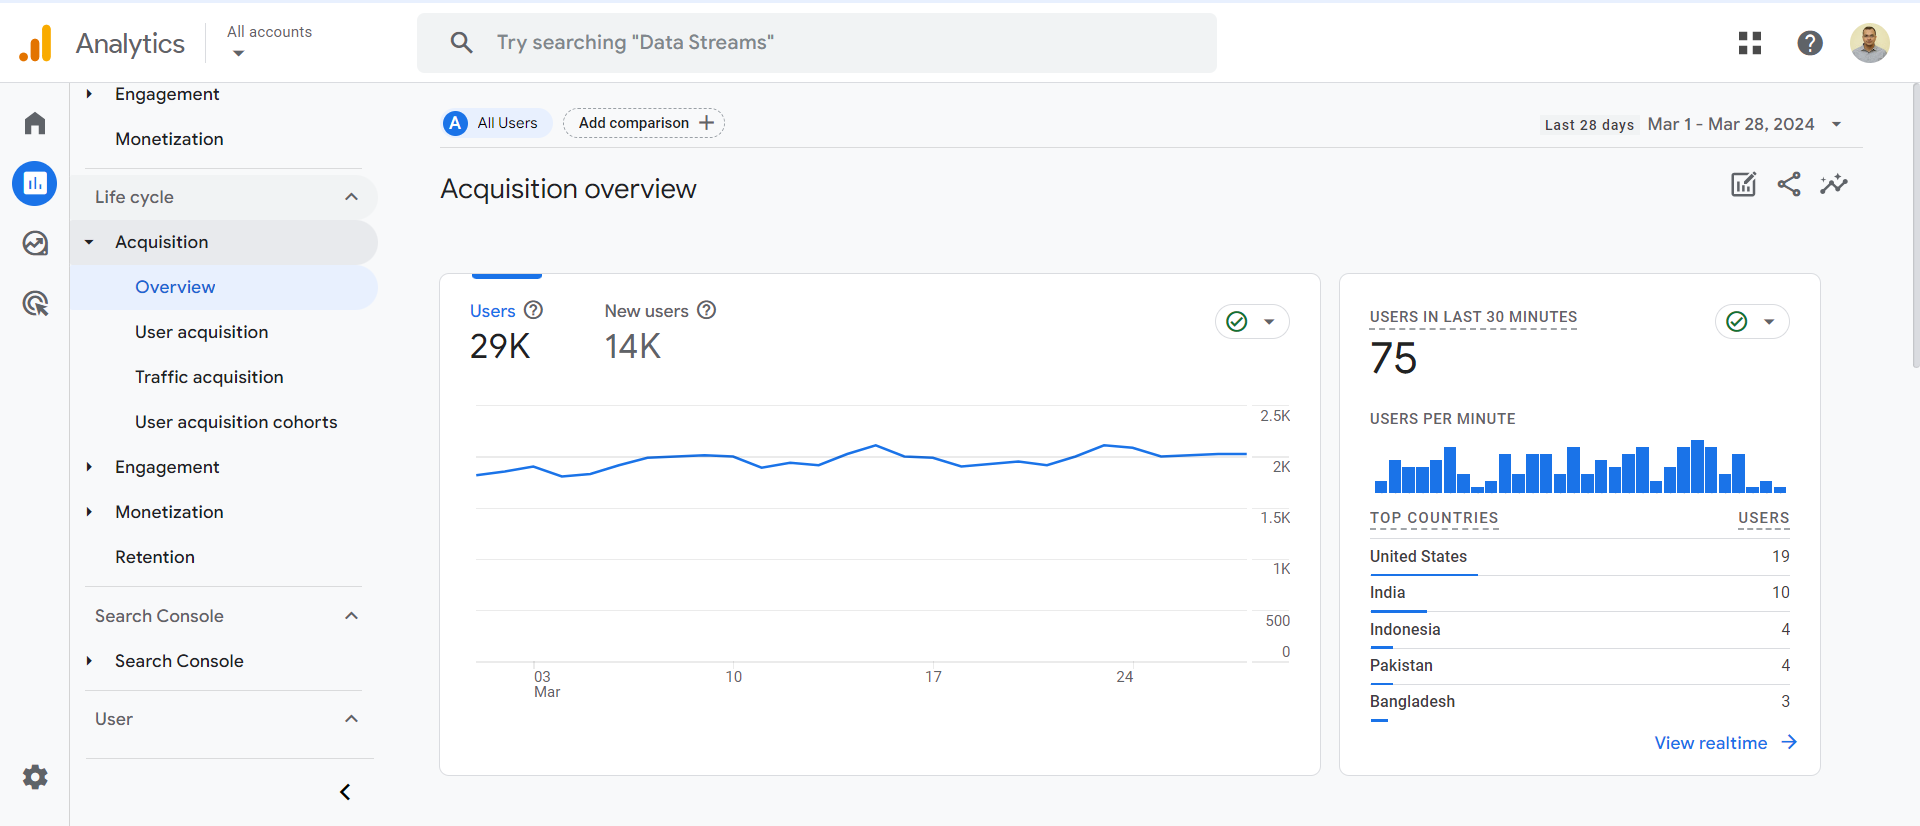 Analytics
All accounts
Try searching "Data Streams"
Engagement
Monetization
Life cycle
Acquisition
Overview
User acquisition
Traffic acquisition
User acquisition cohorts
Engagement
Monetization
Retention
Search Console
Search Console
User
A All Users
Add comparison
Last 28 days Mar 1 - Mar 28, 2024
Acquisition overview
Users
29K
New users
14K
2.5K
2K
1.5K
1K
500
0
03 10 17 24
Mar
USERS IN LAST 30 MINUTES
75
USERS PER MINUTE
TOP COUNTRIES USERS
United States 19
India 10
Indonesia 4
Pakistan 4
Bangladesh 3
View realtime